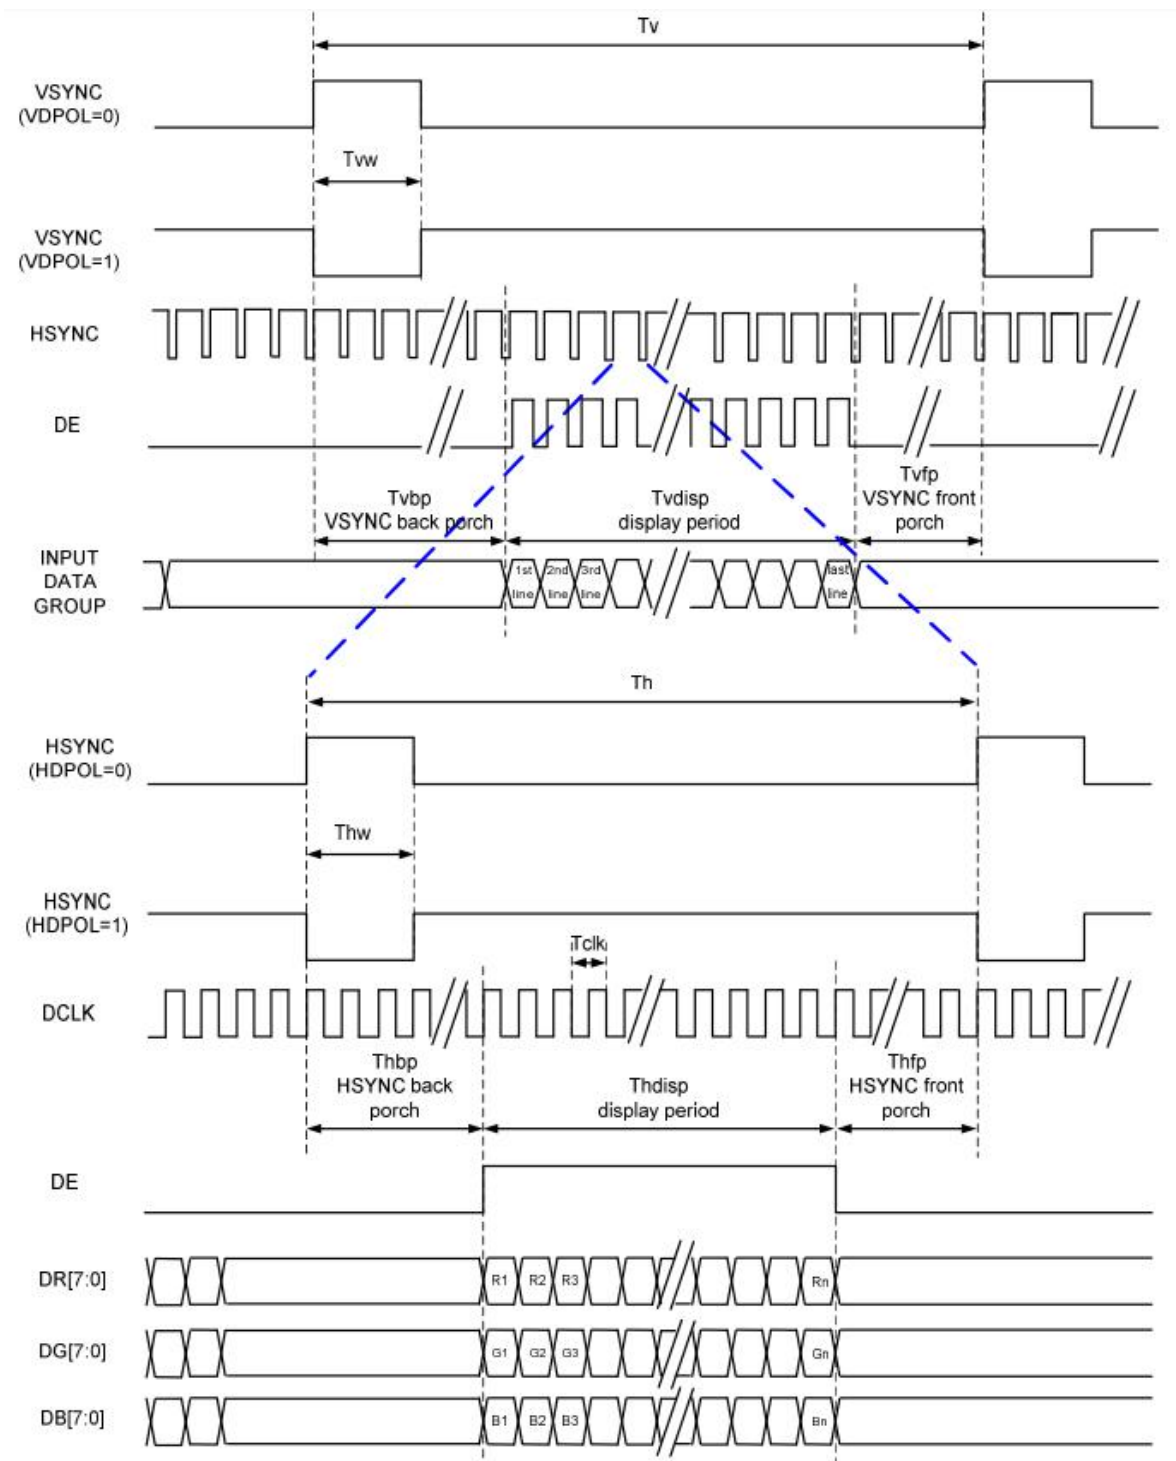 Tv
VSYNC
(VDPOL=0)
Tvw
VSYNC
(VDPOL=1)
HSYNC
DE
Tvbp
VSYNC back porch
Tvdisp
display period
Tvfp
VSYNC front
porch
INPUT
DATA
GROUP
1st
line
2nd
line
3rd
line
last
line
Th
HSYNC
(HDPOL=0)
Thw
HSYNC
(HDPOL=1)
Tclk
DCLK
Thbp
HSYNC back
porch
Thdisp
display period
Thfp
HSYNC front
porch
DE
DR[7:0]
R1 R2 R3 Rn
DG[7:0]
G1 G2 G3 Gn
DB[7:0]
B1 B2 B3 Bn